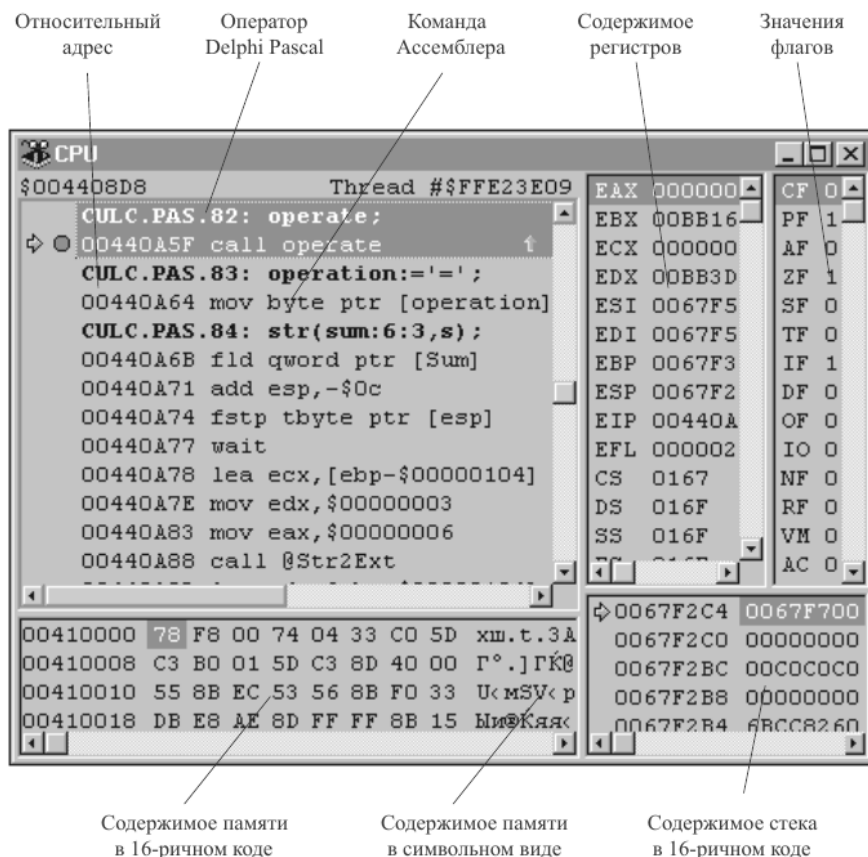 Относительный
адрес
Оператор
Delphi Pascal
Команда
Ассемблера
Содержимое
регистров
Значения
флагов
CPU
$004408D8 Thread #$FFE23E09
CULC.PAS.82: operate;
00440A5F call operate
CULC.PAS.83: operation:='=';
00440A64 mov byte ptr [operation]
CULC.PAS.84: str(sum:6:3,s);
00440A6B fld qword ptr [Sum]
00440A71 add esp,-$0c
00440A74 fstp tbyte ptr [esp]
00440A77 wait
00440A78 lea ecx,[ebp-$00000104]
00440A7E mov edx,$00000003
00440A83 mov eax,$00000006
00440A88 call @Str2Ext
EAX 000000
EBX 00BB16
ECX 000000
EDX 00BB3D
ESI 0067F5
EDI 0067F5
EBP 0067F3
ESP 0067F2
EIP 00440A
EFL 000002
CS 0167
DS 016F
SS 016F
CF 0
PF 1
AF 0
ZF 1
SF 0
TF 0
IF 1
DF 0
OF 0
IO 0
NF 0
RF 0
VM 0
AC 0
00410000 78 F8 00 74 04 33 C0 5D xш.t.3А
00410008 C3 B0 01 5D C3 8D 40 00 Г°.]ГЌ@
00410010 55 8B EC 53 56 8B F0 33 U‹мSV‹р
00410018 DB E8 AE 8D FF FF 8B 15 Ыи®Ќяя‹
0067F2C4 0067F700
0067F2C0 00000000
0067F2BC 00C0C0C0
0067F2B8 00000000
0067F2B4 6BCC8260
Содержимое памяти
в 16-ричном коде
Содержимое памяти
в символьном виде
Содержимое стека
в 16-ричном коде